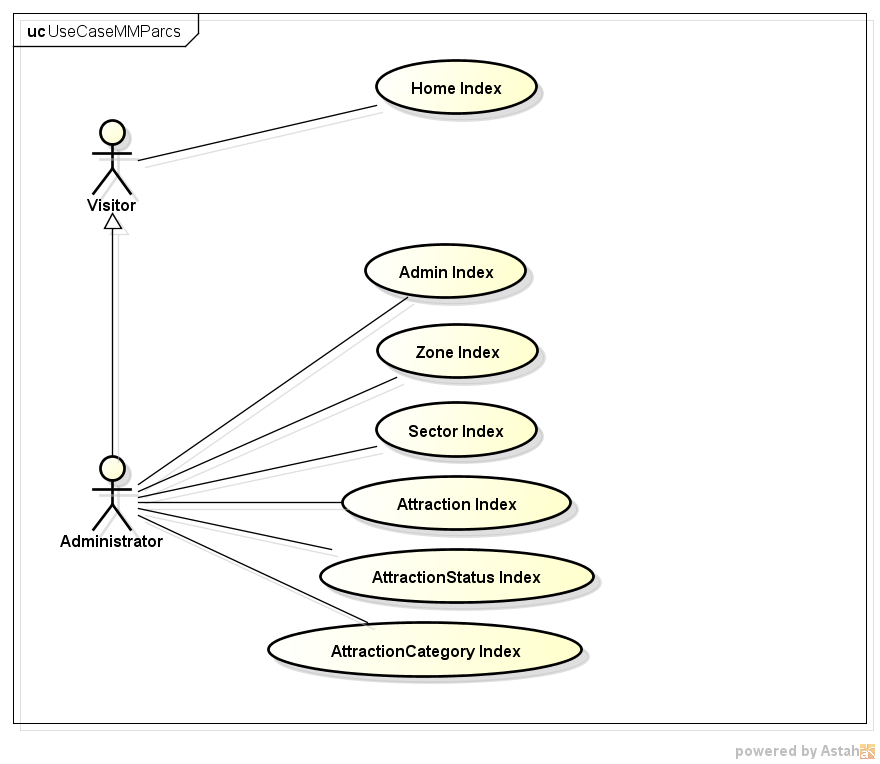 uc UseCaseMMParcs
Home Index
Visitor
Admin Index
Zone Index
Sector Index
Attraction Index
Administrator
AttractionStatus Index
AttractionCategory Index
powered by Astah